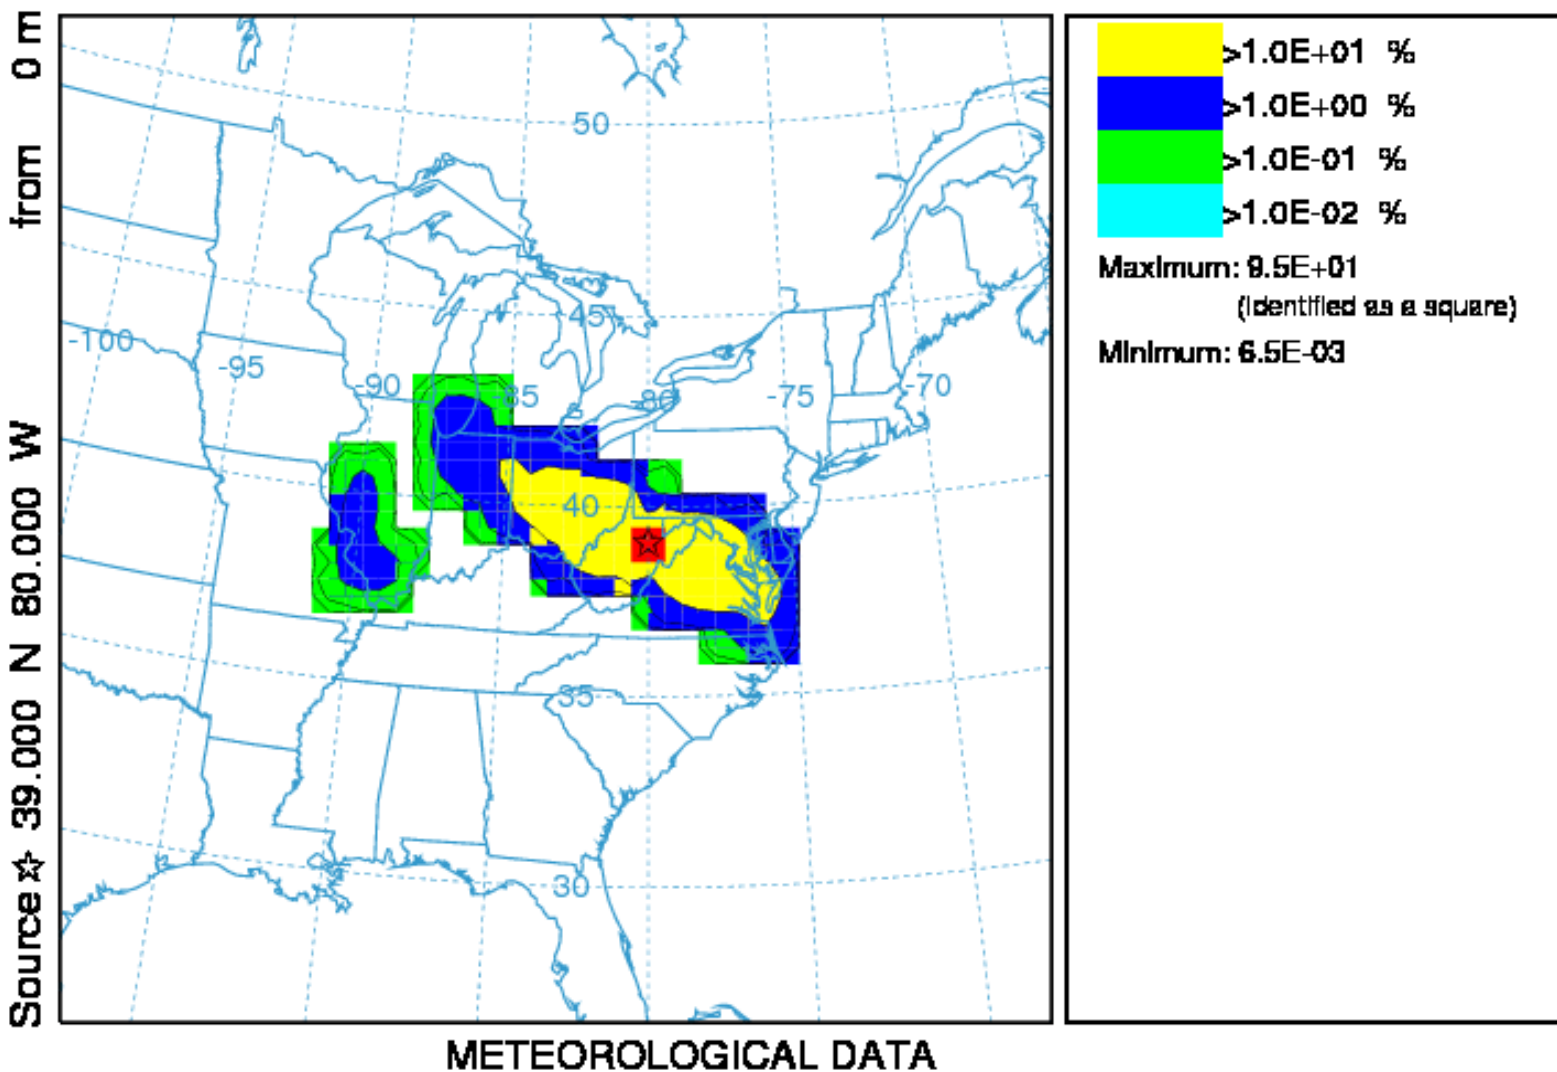 Source ☆ 39.000 N 80.000 W from 0 m
50
45
-100
-95
-90
-85
-80
-75
-70
40
35
30
>1.0E+01 %
>1.0E+00 %
>1.0E-01 %
>1.0E-02 %
Maximum: 9.5E+01
(identified as a square)
Minimum: 6.5E-03
METEOROLOGICAL DATA